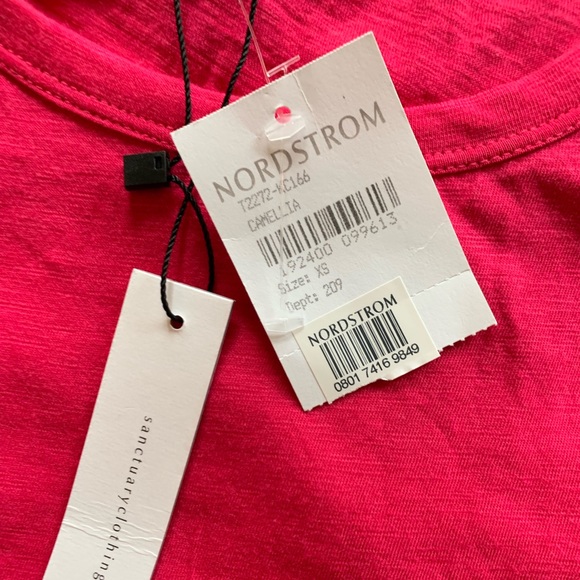 NORDSTROM
T2272-KC166
CAMELLIA
192400 099613
Size: XS
Dept: 209
NORDSTROM
0801 7416 9849
sanctuaryclothing